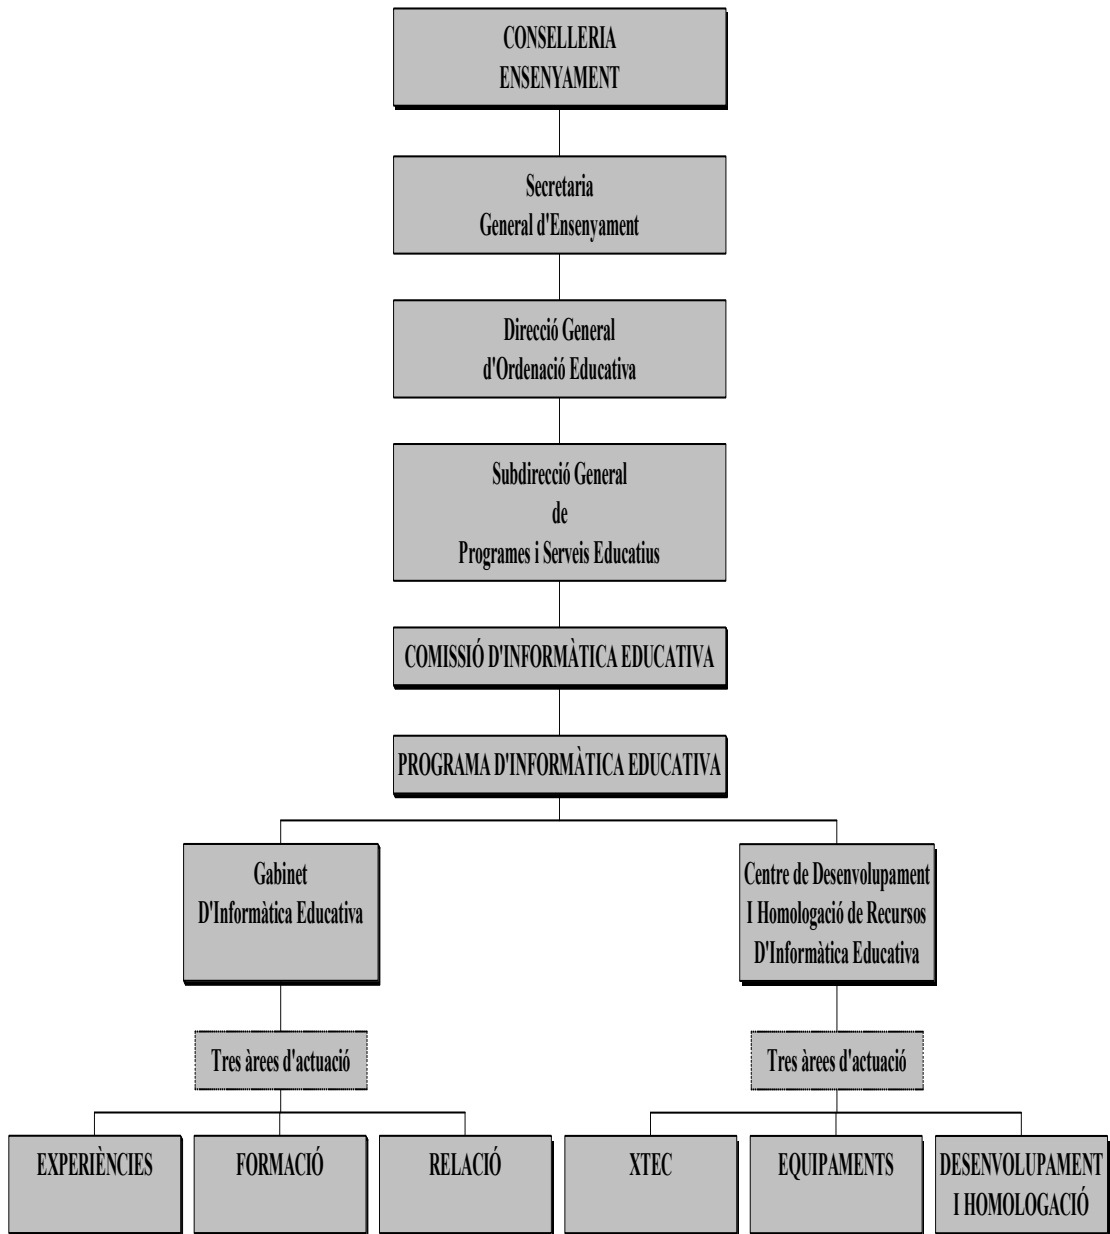 CONSELLERIA
ENSENYAMENT
Secretaria
General d'Ensenyament
Direcció General
d'Ordenació Educativa
Subdirecció General
de
Programes i Serveis Educatius
COMISSIÓ D'INFORMÀTICA EDUCATIVA
PROGRAMA D'INFORMÀTICA EDUCATIVA
Gabinet
D'Informàtica Educativa
Centre de Desenvolupament
I Homologació de Recursos
D'Informàtica Educativa
Tres àrees d'actuació
Tres àrees d'actuació
EXPERIÈNCIES
FORMACIÓ
RELACIÓ
XTEC
EQUIPAMENTS
DESENVOLUPAMENT
I HOMOLOGACIÓ